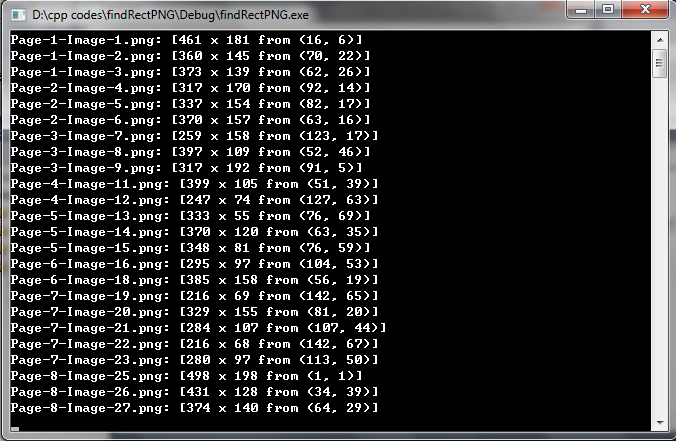 D:\cpp codes\findRectPNG\Debug\findRectPNG.exe
Page-1-Image-1.png: [461 x 181 from (16, 6)]
Page-1-Image-2.png: [360 x 145 from (70, 22)]
Page-1-Image-3.png: [373 x 139 from (62, 26)]
Page-2-Image-4.png: [317 x 170 from (92, 14)]
Page-2-Image-5.png: [337 x 154 from (82, 17)]
Page-2-Image-6.png: [370 x 157 from (63, 16)]
Page-3-Image-7.png: [259 x 158 from (123, 17)]
Page-3-Image-8.png: [397 x 109 from (52, 46)]
Page-3-Image-9.png: [317 x 192 from (91, 5)]
Page-4-Image-11.png: [399 x 105 from (51, 39)]
Page-4-Image-12.png: [247 x 74 from (127, 63)]
Page-5-Image-13.png: [333 x 55 from (76, 69)]
Page-5-Image-14.png: [370 x 120 from (63, 35)]
Page-5-Image-15.png: [348 x 81 from (76, 59)]
Page-6-Image-16.png: [295 x 97 from (104, 53)]
Page-6-Image-18.png: [385 x 158 from (56, 19)]
Page-7-Image-19.png: [216 x 69 from (142, 65)]
Page-7-Image-20.png: [329 x 155 from (81, 20)]
Page-7-Image-21.png: [284 x 107 from (107, 44)]
Page-7-Image-22.png: [216 x 68 from (142, 67)]
Page-7-Image-23.png: [280 x 97 from (113, 50)]
Page-8-Image-25.png: [498 x 198 from (1, 1)]
Page-8-Image-26.png: [431 x 128 from (34, 39)]
Page-8-Image-27.png: [374 x 140 from (64, 29)]